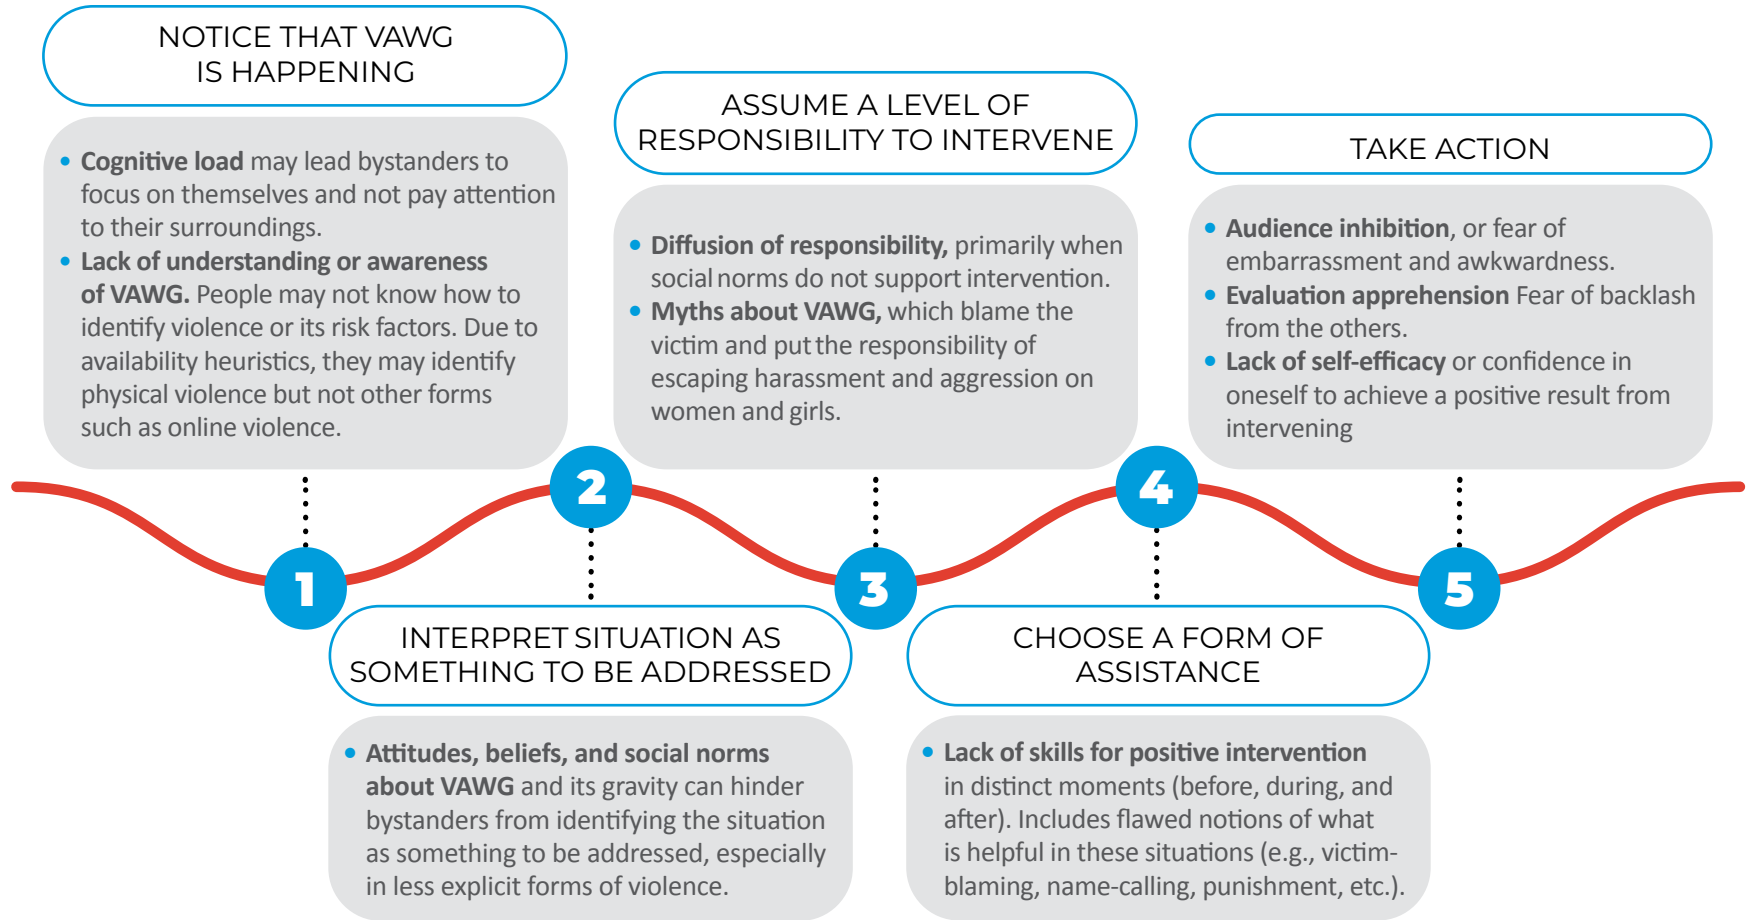 NOTICE THAT VAWG
IS HAPPENING
• Cognitive load may lead bystanders to
focus on themselves and not pay attention
to their surroundings.
• Lack of understanding or awareness
of VAWG. People may not know how to
identify violence or its risk factors. Due to
availability heuristics, they may identify
physical violence but not other forms
such as online violence.
1
2
INTERPRET SITUATION AS
SOMETHING TO BE ADDRESSED
• Attitudes, beliefs, and social norms
about VAWG and its gravity can hinder
bystanders from identifying the situation
as something to be addressed, especially
in less explicit forms of violence.
ASSUME A LEVEL OF
RESPONSIBILITY TO INTERVENE
• Diffusion of responsibility, primarily when
social norms do not support intervention.
• Myths about VAWG, which blame the
victim and put the responsibility of
escaping harassment and aggression on
women and girls.
3
4
CHOOSE A FORM OF
ASSISTANCE
• Lack of skills for positive intervention
in distinct moments (before, during, and
after). Includes flawed notions of what
is helpful in these situations (e.g., victim-
blaming, name-calling, punishment, etc.).
TAKE ACTION
• Audience inhibition, or fear of
embarrassment and awkwardness.
• Evaluation apprehension Fear of backlash
from the others.
• Lack of self-efficacy or confidence in
oneself to achieve a positive result from
intervening
5